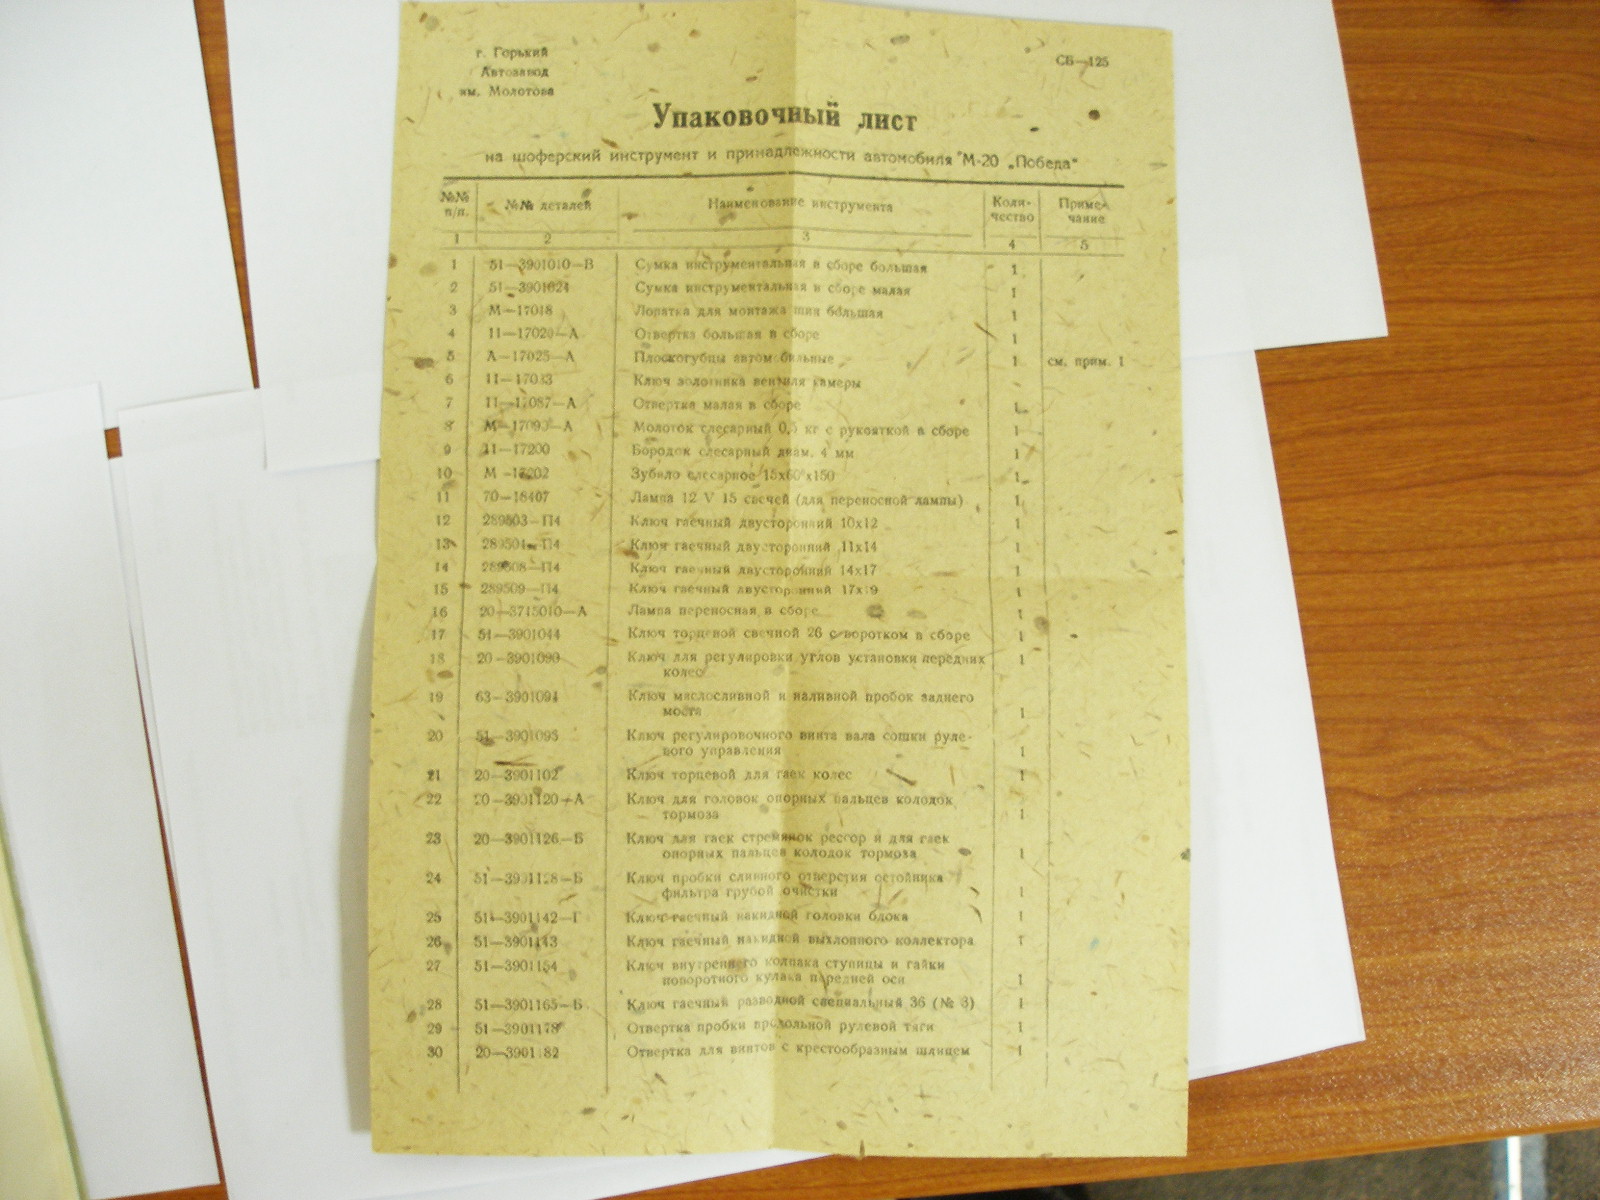 г. Горький
Автозавод
им. Молотова
СБ—125
Упаковочный лист
на шоферский инструмент и принадлежности автомобиля М-20 „Победа“
№№ п/п. №№ деталей Наименование инструмента Коли-чество Приме-чание
1 2 3 4 5
1 51—3901010—В Сумка инструментальная в сборе большая 1
2 51—3901024 Сумка инструментальная в сборе малая 1
3 М—17018 Лопатка для монтажа шин большая 1
4 11—17020—А Отвертка большая в сборе 1
5 А—17025—А Плоскогубцы автомобильные 1 см. прим. 1
6 11—17033 Ключ золотника вентиля камеры
7 11—17087—А Отвертка малая в сборе 1
8 М—17090—А Молоток слесарный 0,5 кг с рукояткой в сборе 1
9 11—17200 Бородок слесарный диам. 4 мм 1
10 М—17202 Зубило слесарное 15х60°х150 1
11 70—18407 Лампа 12 V 15 свечей (для переносной лампы) 1
12 289503—П4 Ключ гаечный двусторонний 10х12 1
13 289504—П4 Ключ гаечный двусторонний 11х14 1
14 289508—П4 Ключ гаечный двусторонний 14х17 1
15 289509—П4 Ключ гаечный двусторонний 17х19 1
16 20—3715010—А Лампа переносная в сборе 1
17 51—3901044 Ключ торцевой свечной 26 с воротком в сборе 1
18 20—3901090 Ключ для регулировки углов установки передних 1
колес
19 63—3901094 Ключ маслосливной и наливной пробок заднего
моста 1
20 51—3901095 Ключ регулировочного винта вала сошки руле-
вого управления 1
21 20—3901102 Ключ торцевой для гаек колес 1
22 20—3901120—А Ключ для головок опорных пальцев колодок
тормоза 1
23 20—3901126—Б Ключ для гаек стремянок рессор и для гаек
опорных пальцев колодок тормоза 1
24 51—3901128—Б Ключ пробки сливного отверстия отстойника
фильтра грубой очистки 1
25 51—3901142—Г Ключ гаечный накидной головки блока 1
26 51—3901143 Ключ гаечный накидной выхлопного коллектора 1
27 51—3901154 Ключ внутреннего колпака ступицы и гайки
поворотного кулака передней оси 1
28 51—3901165—Б Ключ гаечный разводной специальный 36 (№ 3) 1
29 51—3901178 Отвертка пробки продольной рулевой тяги 1
30 20—3901182 Отвертка для винтов с крестообразным шлицем 1